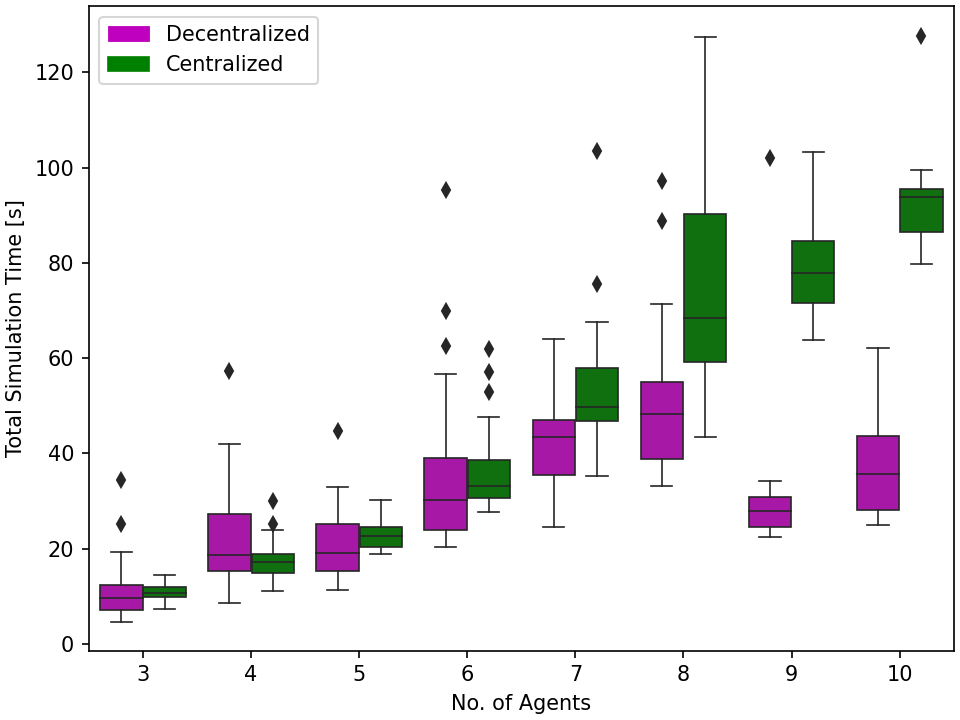 Decentralized
Centralized
Total Simulation Time [s]
120
100
80
60
40
20
0
3 4 5 6 7 8 9 10
No. of Agents